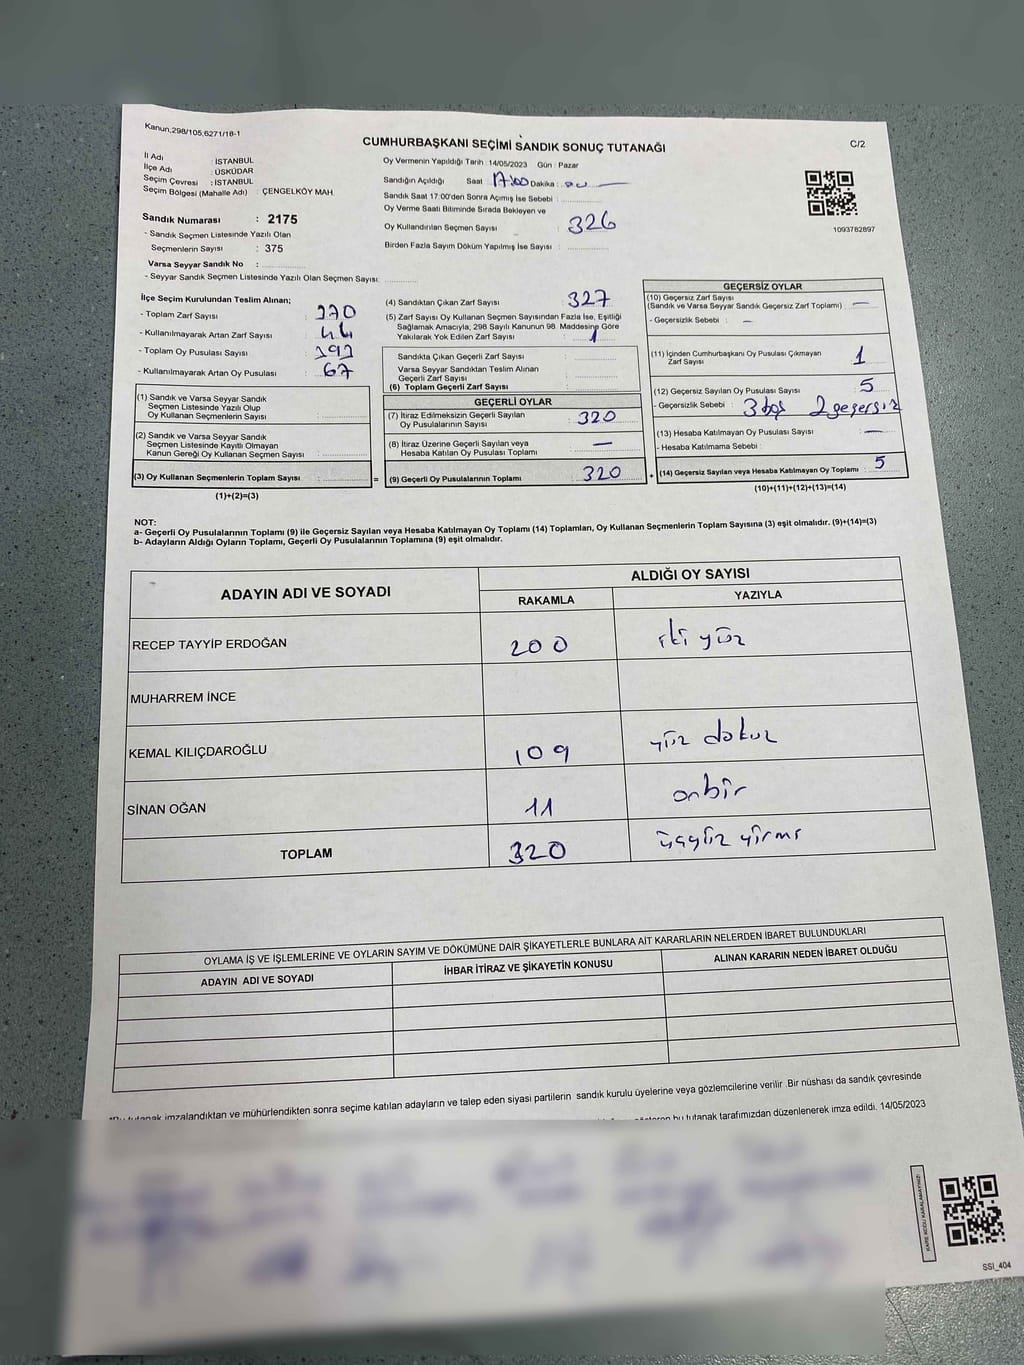 Kanun,298/105,6271/16-1
CUMHURBAŞKANI SEÇİMİ SANDIK SONUÇ TUTANAĞI
C/2
İl Adı : İSTANBUL
İlçe Adı : ÜSKÜDAR
Seçim Çevresi : İSTANBUL
Seçim Bölgesi (Mahalle Adı) : ÇENGELKÖY MAH.
Sandık Numarası : 2175
- Sandık Seçmen Listesinde Yazılı Olan
Seçmenlerin Sayısı : 375
Varsa Seyyar Sandık No :
- Seyyar Sandık Seçmen Listesinde Yazılı Olan Seçmen Sayısı:
Oy Vermenin Yapıldığı Tarih : 14/05/2023 Gün : Pazar
Sandığın Açıldığı Saat 17:00 Dakika :
Sandık Saat 17:00'den Sonra Açımış İse Sebebi :
Oy Verme Saati Bitiminde Sırada Bekleyen ve
Oy Kullandırılan Seçmen Sayısı : 326
Birden Fazla Sayım Döküm Yapılmış İse Sayısı :
1093782897
İlçe Seçim Kurulundan Teslim Alınan;
- Toplam Zarf Sayısı : 370
- Kullanılmayarak Artan Zarf Sayısı : 44
- Toplam Oy Pusulası Sayısı :
- Kullanılmayarak Artan Oy Pusulası : 67
(1) Sandık ve Varsa Seyyar Sandık
Seçmen Listesinde Yazılı Olup
Oy Kullanan Seçmenlerin Sayısı :
(2) Sandık ve Varsa Seyyar Sandık
Seçmen Listesinde Kayıtlı Olmayan
Kanun Gereği Oy Kullanan Seçmen Sayısı :
(3) Oy Kullanan Seçmenlerin Toplam Sayısı :
(1)+(2)=(3)
(4) Sandıktan Çıkan Zarf Sayısı : 327
(5) Zarf Sayısı Oy Kullanan Seçmen Sayısından Fazla İse, Eşitliği
Sağlamak Amacıyla, 298 Sayılı Kanunun 98. Maddesine Göre
Yakılarak Yok Edilen Zarf Sayısı : 1
Sandıkta Çıkan Geçerli Zarf Sayısı :
Varsa Seyyar Sandıktan Teslim Alınan
Geçerli Zarf Sayısı :
(6) Toplam Geçerli Zarf Sayısı :
GEÇERLİ OYLAR
(7) İtiraz Edilmeksizin Geçerli Sayılan
Oy Pusulalarının Sayısı : 320
(8) İtiraz Üzerine Geçerli Sayılan veya
Hesaba Katılan Oy Pusulası Toplamı : —
= (9) Geçerli Oy Pusulalarının Toplamı : 320
GEÇERSİZ OYLAR
(10) Geçersiz Zarf Sayısı
(Sandık ve Varsa Seyyar Sandık Geçersiz Zarf Toplamı) : —
- Geçersizlik Sebebi : —
(11) İçinden Cumhurbaşkanı Oy Pusulası Çıkmayan
Zarf Sayısı : 1
(12) Geçersiz Sayılan Oy Pusulası Sayısı : 5
- Geçersizlik Sebebi : 3 boş 2 geçersiz
(13) Hesaba Katılmayan Oy Pusulası Sayısı : —
- Hesaba Katılmama Sebebi :
+ (14) Geçersiz Sayılan veya Hesaba Katılmayan Oy Toplamı : 5
(10)+(11)+(12)+(13)=(14)
NOT:
a- Geçerli Oy Pusulalarının Toplamı (9) ile Geçersiz Sayılan veya Hesaba Katılmayan Oy Toplamı (14) Toplamları, Oy Kullanan Seçmenlerin Toplam Sayısına (3) eşit olmalıdır. (9)+(14)=(3)
b- Adayların Aldığı Oyların Toplamı, Geçerli Oy Pusulalarının Toplamına (9) eşit olmalıdır.
ADAYIN ADI VE SOYADI
ALDIĞI OY SAYISI
RAKAMLA YAZIYLA
RECEP TAYYİP ERDOĞAN 200 iki yüz
MUHARREM İNCE
KEMAL KILIÇDAROĞLU 109 yüz dokuz
SİNAN OĞAN 11 onbir
TOPLAM 320 üçyüz yirmi
OYLAMA İŞ VE İŞLEMLERİNE VE OYLARIN SAYIM VE DÖKÜMÜNE DAİR ŞİKAYETLERLE BUNLARA AİT KARARLARIN NELERDEN İBARET BULUNDUKLARI
ADAYIN ADI VE SOYADI
İHBAR İTİRAZ VE ŞİKAYETİN KONUSU
ALINAN KARARIN NEDEN İBARET OLDUĞU
tutanak imzalandıktan ve mühürlendikten sonra seçime katılan adayların ve talep eden siyasi partilerin sandık kurulu üyelerine veya gözlemcilerine verilir .Bir nüshası da sandık çevresinde
bu tutanak tarafımızdan düzenlenerek imza edildi. 14/05/2023
KARE KODU KARALAMAYINIZ!
SSI_404